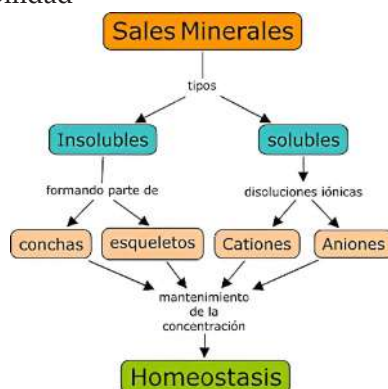 Sales Minerales
tipos
Insolubles solubles
formando parte de disoluciones iónicas
conchas esqueletos Cationes Aniones
mantenimiento
de la
concentración
Homeostasis